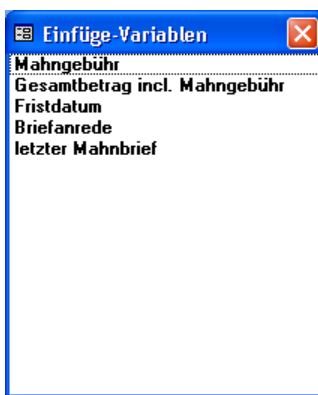 Einfüge-Variablen
Mahngebühr
Gesamtbetrag incl. Mahngebühr
Fristdatum
Briefanrede
letzter Mahnbrief